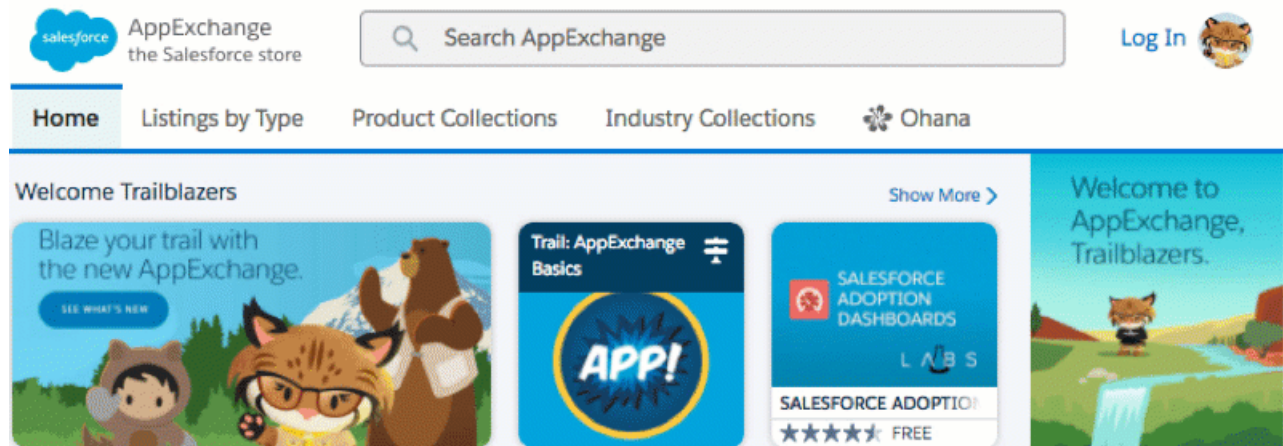 salesforce
AppExchange
the Salesforce store
Search AppExchange
Log In
Home
Listings by Type
Product Collections
Industry Collections
Ohana
Welcome Trailblazers
Show More
Blaze your trail with
the new AppExchange.
SEE WHAT'S NEW
Trail: AppExchange
Basics
APP!
SALESFORCE
ADOPTION
DASHBOARDS
LABS
SALESFORCE ADOPTIO
FREE
Welcome to
AppExchange,
Trailblazers.